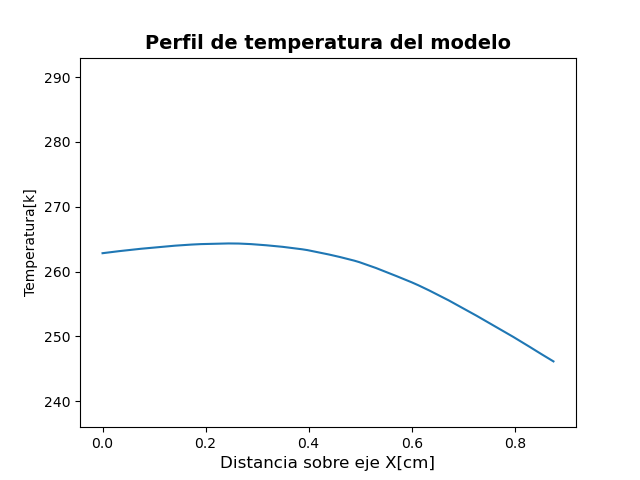 Perfil de temperatura del modelo
290
280
270
260
250
240
Temperatura[k]
0.0 0.2 0.4 0.6 0.8
Distancia sobre eje X[cm]